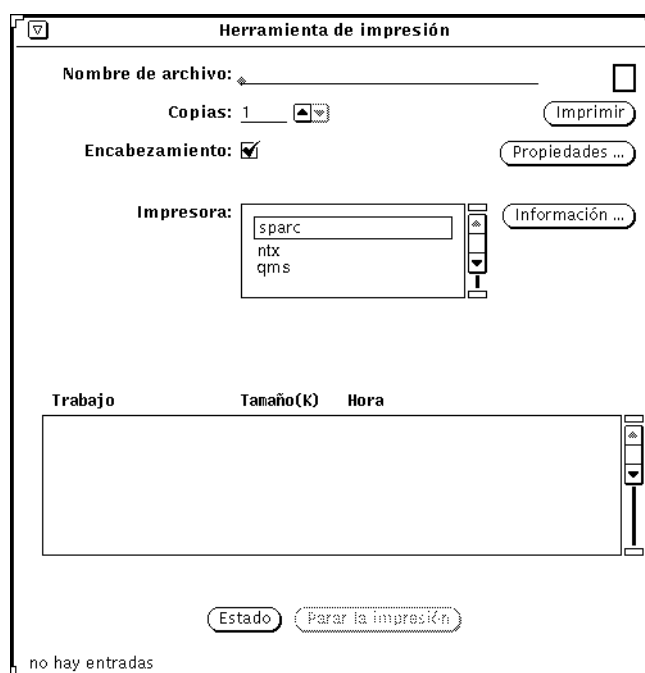 Herramienta de impresión
Nombre de archivo:
Copias: 1
Imprimir
Encabezamiento:
Propiedades ...
Impresora:
Información ...
sparc
ntx
qms
Trabajo Tamaño(K) Hora
Estado Parar la impresión
no hay entradas